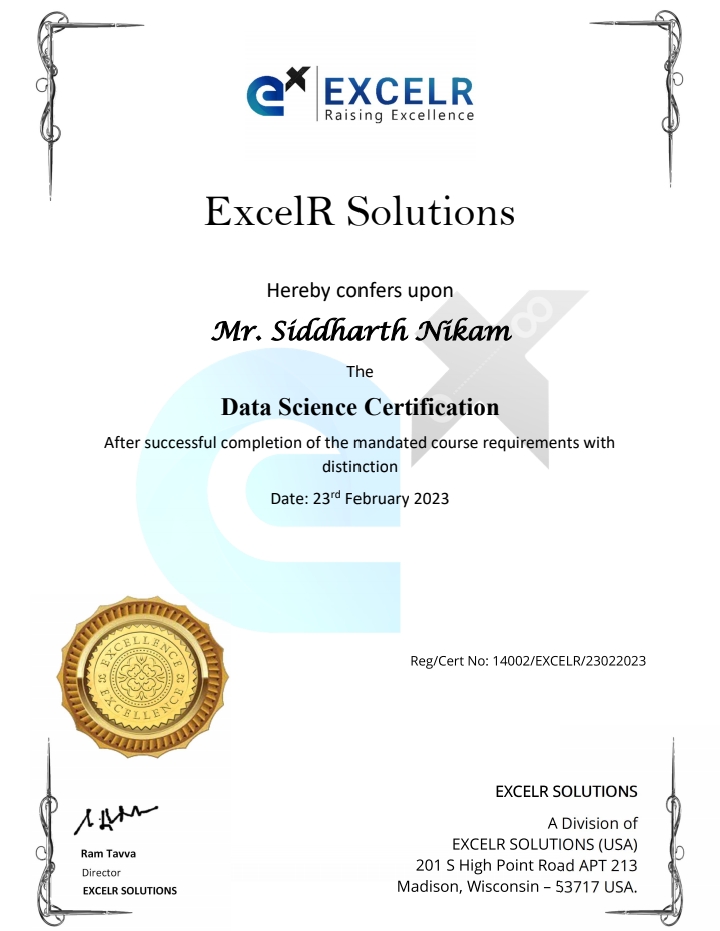 ex EXCELR
Raising Excellence
ExcelR Solutions
Hereby confers upon
Mr. Siddharth Nikam
The
Data Science Certification
After successful completion of the mandated course requirements with
distinction
Date: 23rd February 2023
EXCELLENCE
EXCELLENCE
Reg/Cert No: 14002/EXCELR/23022023
Ram Tavva
Director
EXCELR SOLUTIONS
EXCELR SOLUTIONS
A Division of
EXCELR SOLUTIONS (USA)
201 S High Point Road APT 213
Madison, Wisconsin – 53717 USA.